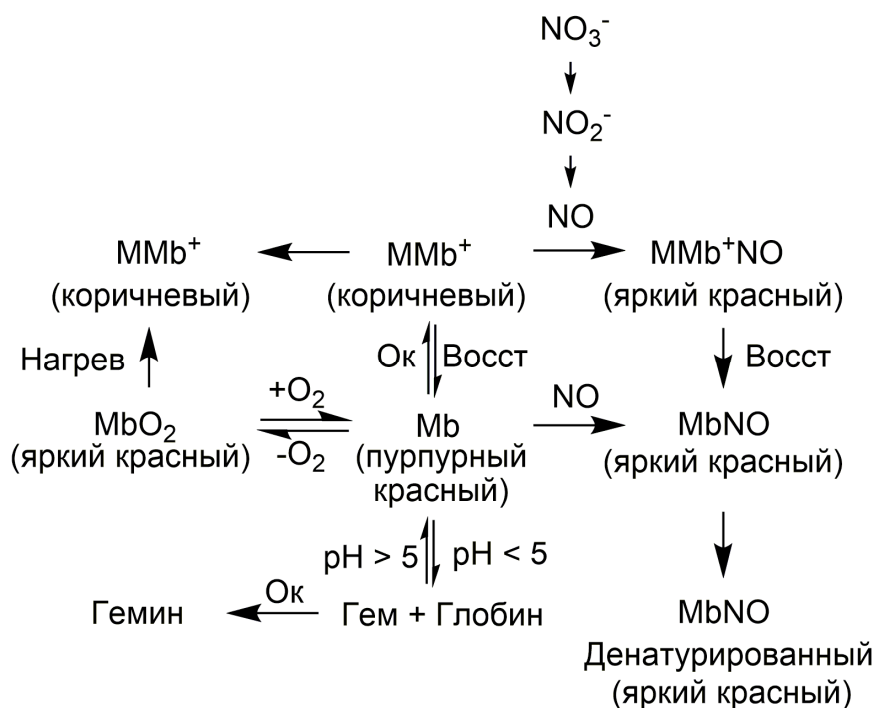 NO₃⁻
NO₂⁻
NO
MMb⁺ MMb⁺ MMb⁺NO
(коричневый) (коричневый) (яркий красный)
Нагрев Ок Восст Восст
+O₂ NO
MbO₂ Mb MbNO
(яркий красный) -O₂ (пурпурный (яркий красный)
красный)
pH > 5 pH < 5
Ок
Гемин Гем + Глобин MbNO
Денатурированный
(яркий красный)